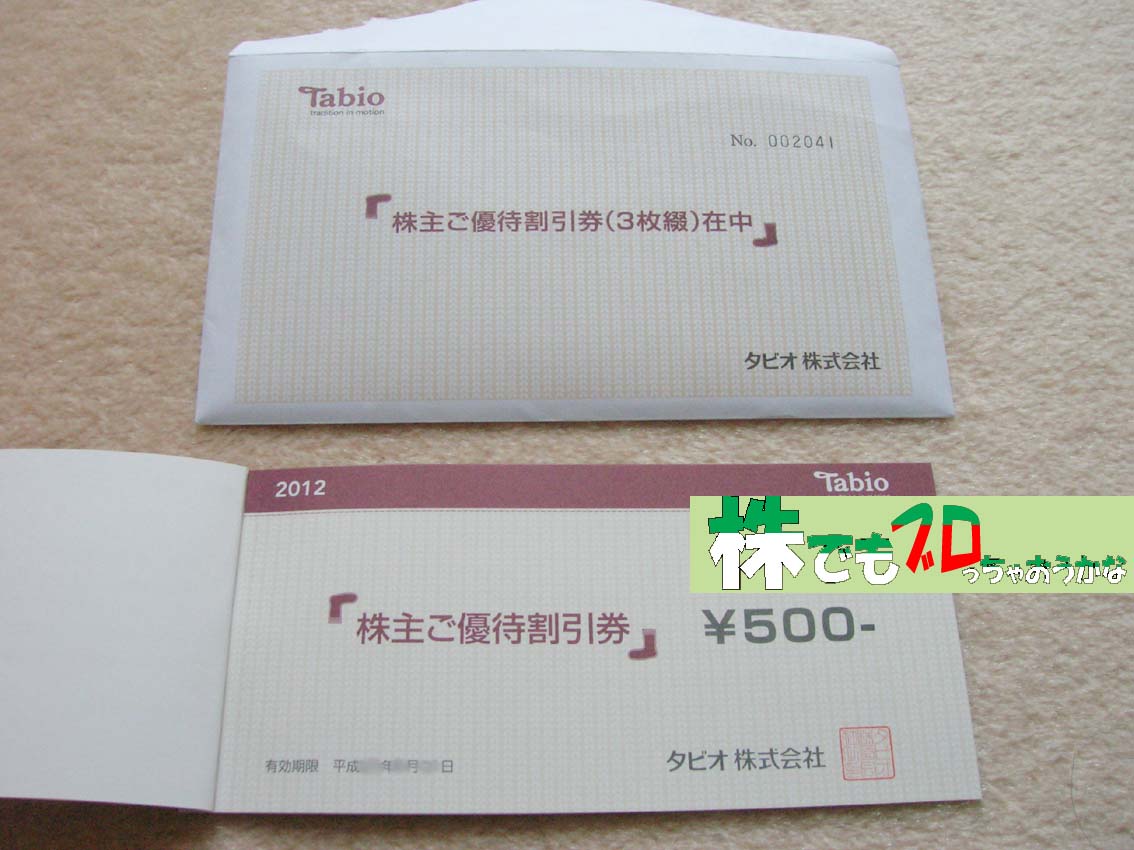 Tabio
tradition in motion
No. 002041
『株主ご優待割引券(3枚綴)在中』
タビオ 株式会社
2012
Tabio
株でもブロっちゃおうかな
『株主ご優待割引券』 ¥500-
有効期限 平成 年 月 日
タビオ 株式会社